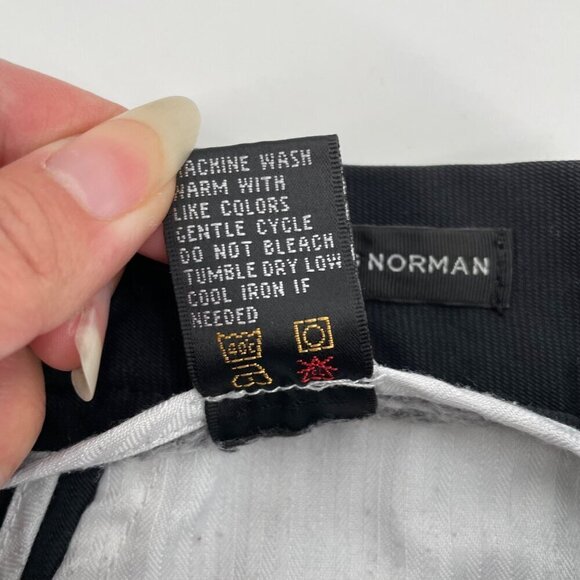 MACHINE WASH
WARM WITH
LIKE COLORS
GENTLE CYCLE
DO NOT BLEACH
TUMBLE DRY LOW
COOL IRON IF
NEEDED
40C
G NORMAN